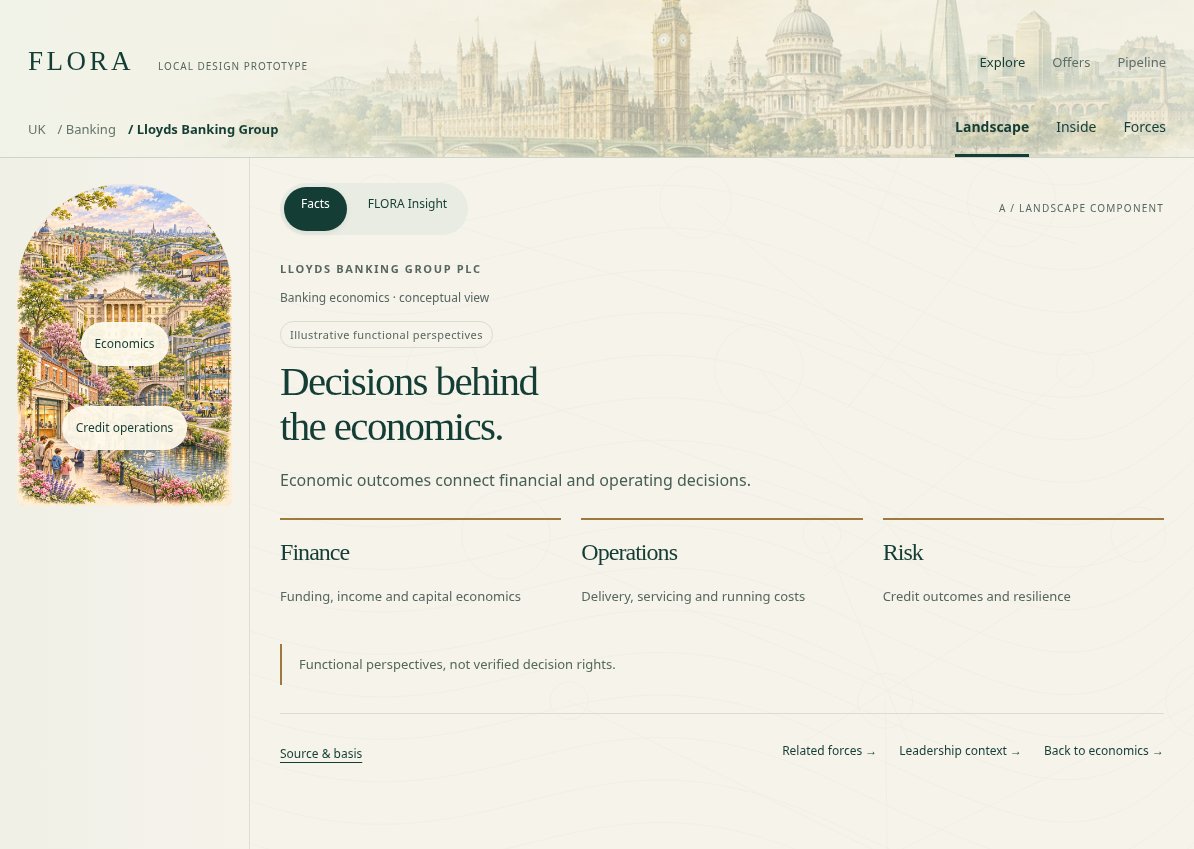 FLORA LOCAL DESIGN PROTOTYPE
Explore Offers Pipeline
UK / Banking / Lloyds Banking Group
Landscape Inside Forces
Facts FLORA Insight
A / LANDSCAPE COMPONENT
Economics
Credit operations
LLOYDS BANKING GROUP PLC
Banking economics · conceptual view
Illustrative functional perspectives
Decisions behind
the economics.
Economic outcomes connect financial and operating decisions.
Finance
Funding, income and capital economics
Operations
Delivery, servicing and running costs
Risk
Credit outcomes and resilience
Functional perspectives, not verified decision rights.
Source & basis
Related forces → Leadership context → Back to economics →